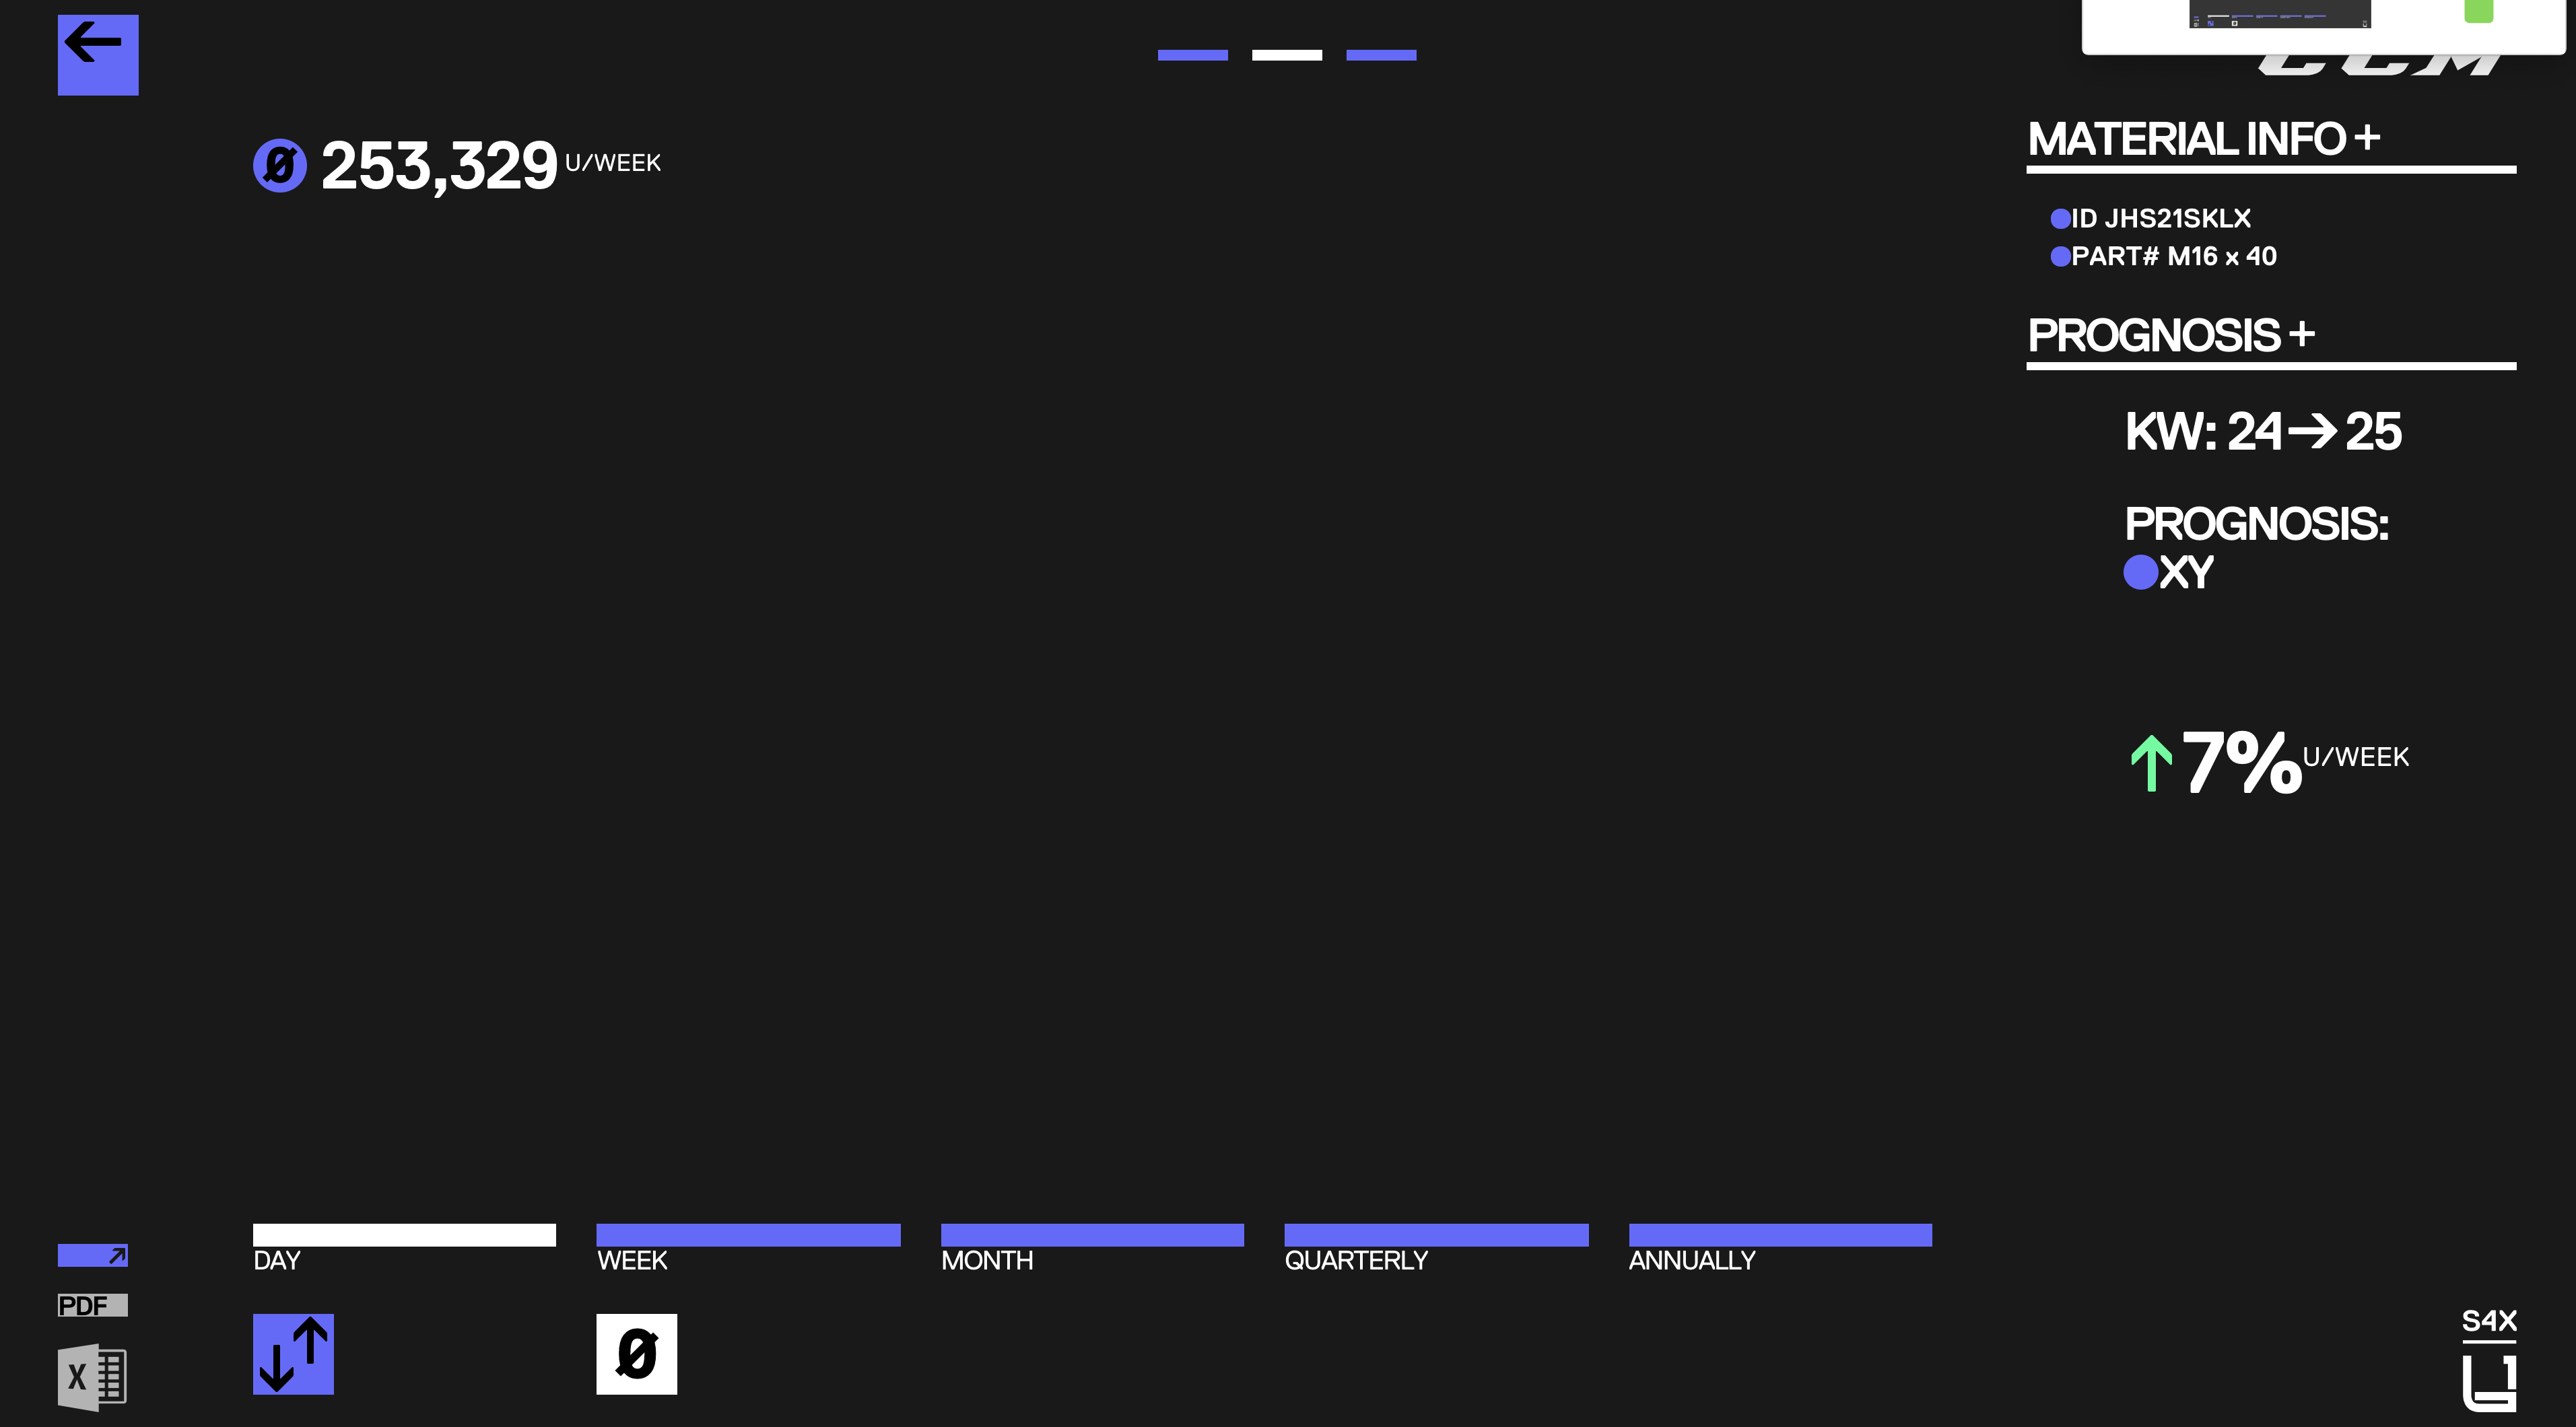 CCM
Ø 253,329 U/WEEK
MATERIAL INFO +
ID JHS21SKLX
PART# M16 x 40
PROGNOSIS +
KW: 24→25
PROGNOSIS:
XY
↑7% U/WEEK
DAY WEEK MONTH QUARTERLY ANNUALLY
PDF
X
Ø
S4X